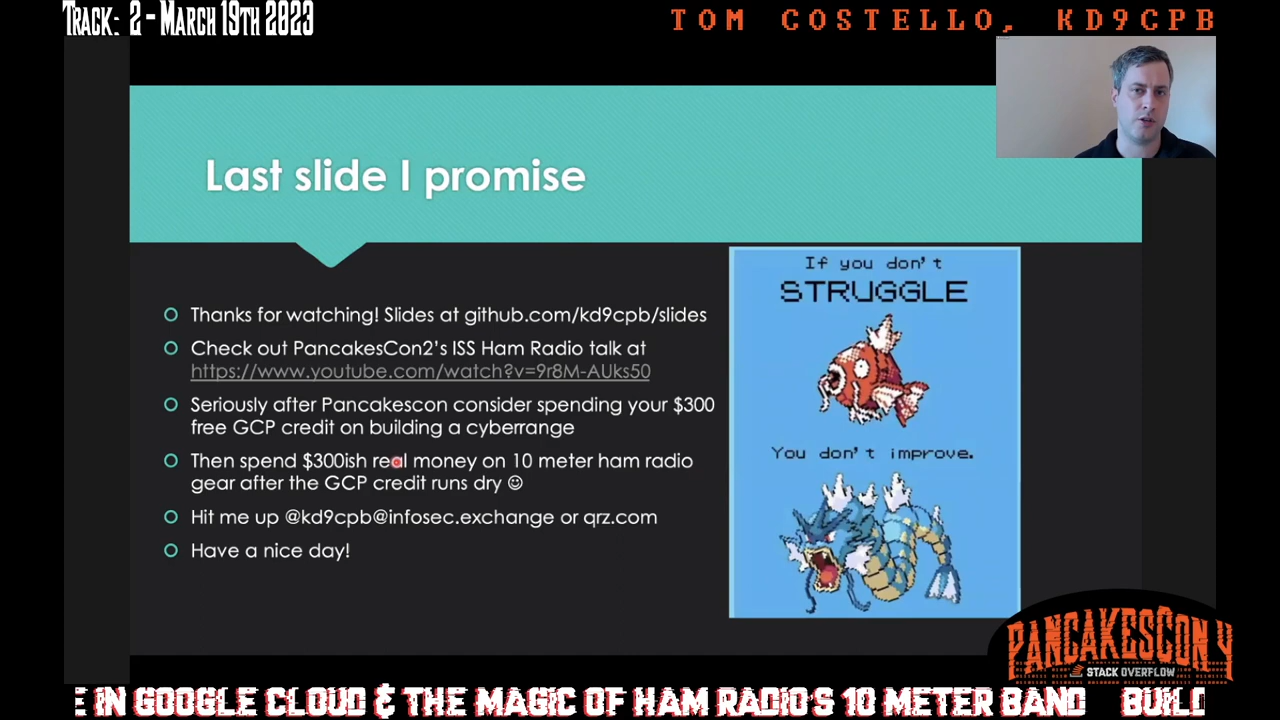 Track: 2 - March 19th 2023
TOM COSTELLO, KD9CPB
Last slide I promise
Thanks for watching! Slides at github.com/kd9cpb/slides
Check out PancakesCon2's ISS Ham Radio talk at
https://www.youtube.com/watch?v=9r8M-AUks50
Seriously after Pancakescon consider spending your $300
free GCP credit on building a cyberrange
Then spend $300ish real money on 10 meter ham radio
gear after the GCP credit runs dry ☺
Hit me up @kd9cpb@infosec.exchange or qrz.com
Have a nice day!
If you don't
STRUGGLE
You don't improve.
PANCAKESCON 4
STACK OVERFLOW
E IN GOOGLE CLOUD & THE MAGIC OF HAM RADIO'S 10 METER BAND BUILD